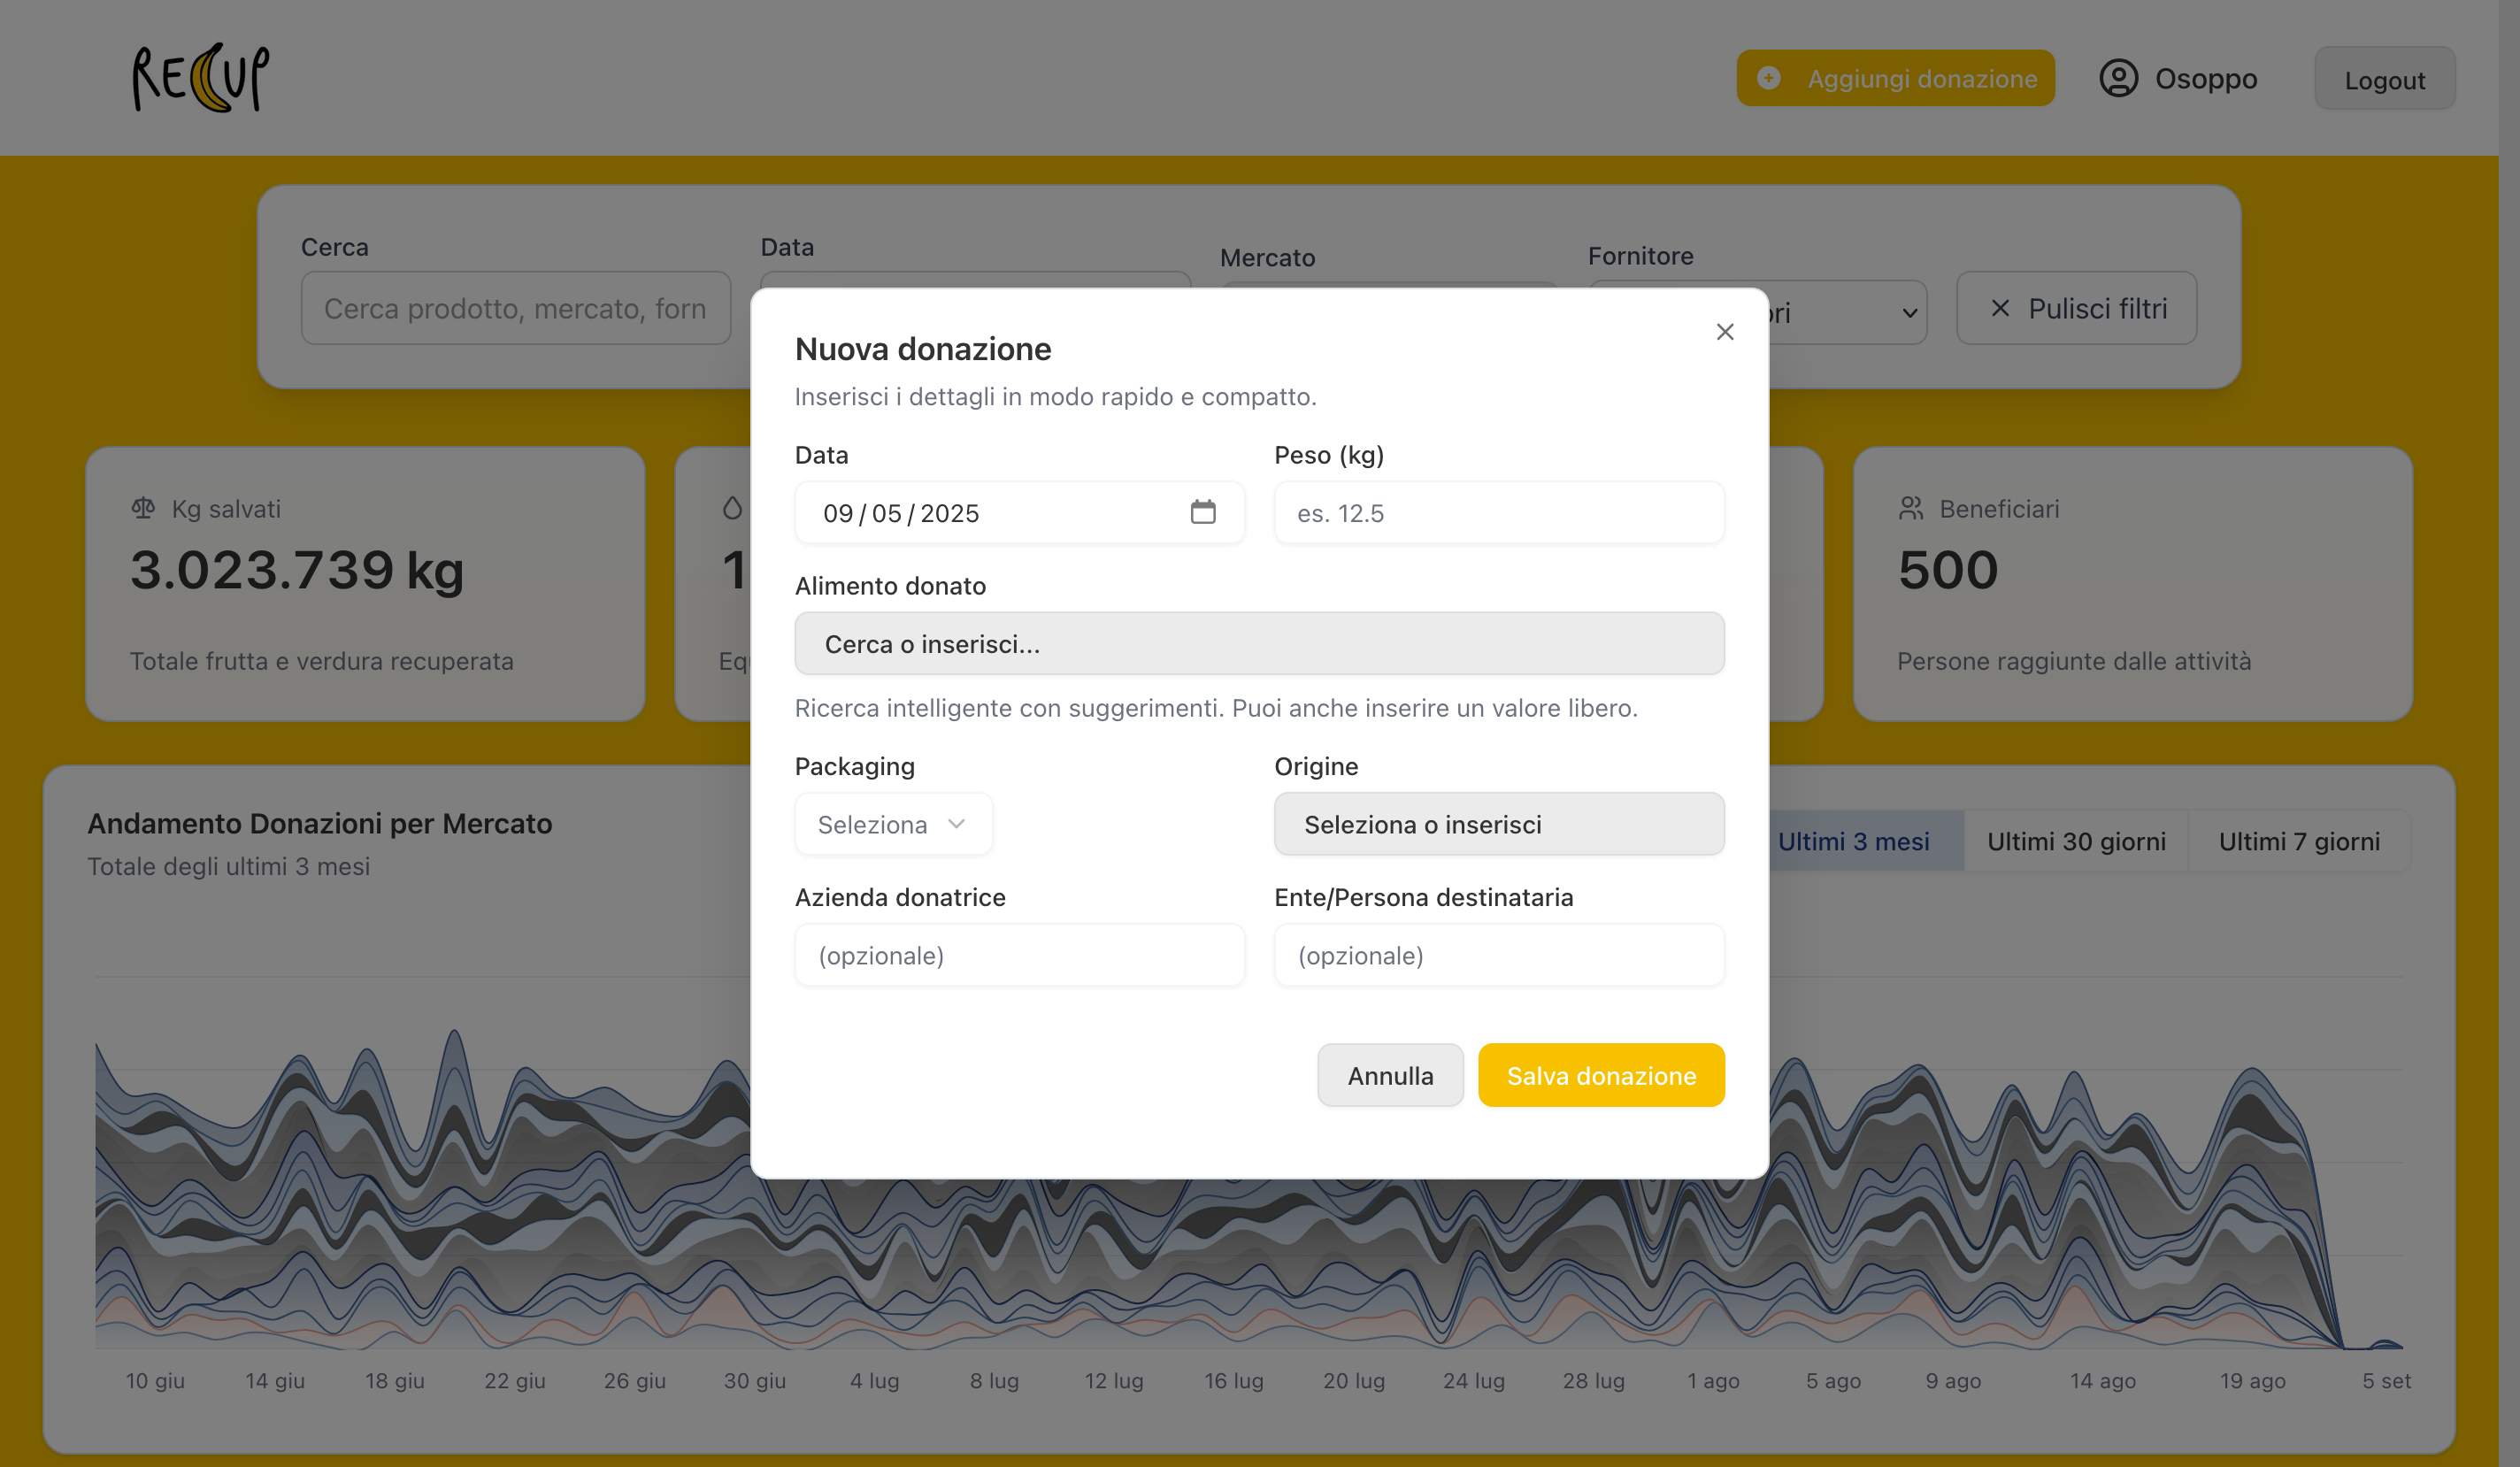 RECUP
Aggiungi donazione
Osoppo
Logout
Cerca
Data
Mercato
Fornitore
Cerca prodotto, mercato, forn
Pulisci filtri
Nuova donazione
Inserisci i dettagli in modo rapido e compatto.
Data
Peso (kg)
09/05/2025
es. 12.5
Alimento donato
Cerca o inserisci...
Ricerca intelligente con suggerimenti. Puoi anche inserire un valore libero.
Packaging
Origine
Seleziona
Seleziona o inserisci
Azienda donatrice
Ente/Persona destinataria
(opzionale)
(opzionale)
Annulla
Salva donazione
Kg salvati
3.023.739 kg
Totale frutta e verdura recuperata
1
Beneficiari
500
Persone raggiunte dalle attività
Andamento Donazioni per Mercato
Totale degli ultimi 3 mesi
Ultimi 3 mesi
Ultimi 30 giorni
Ultimi 7 giorni
10 giu
14 giu
18 giu
22 giu
26 giu
30 giu
4 lug
8 lug
12 lug
16 lug
20 lug
24 lug
28 lug
1 ago
5 ago
9 ago
14 ago
19 ago
5 set